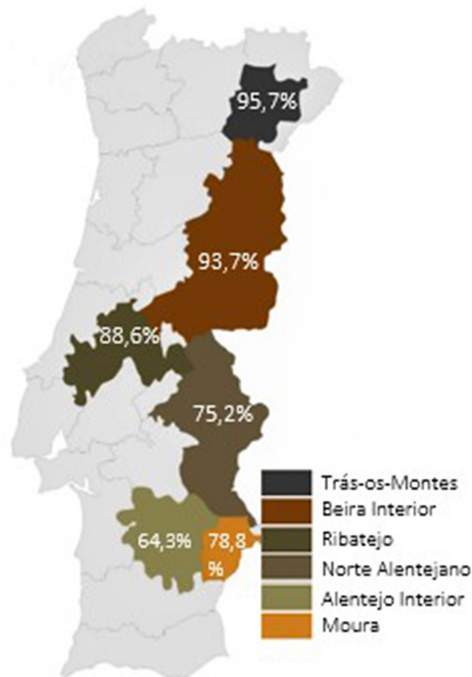 95,7%
93,7%
88,6%
75,2%
64,3%
78,8
%
Trás-os-Montes
Beira Interior
Ribatejo
Norte Alentejano
Alentejo Interior
Moura